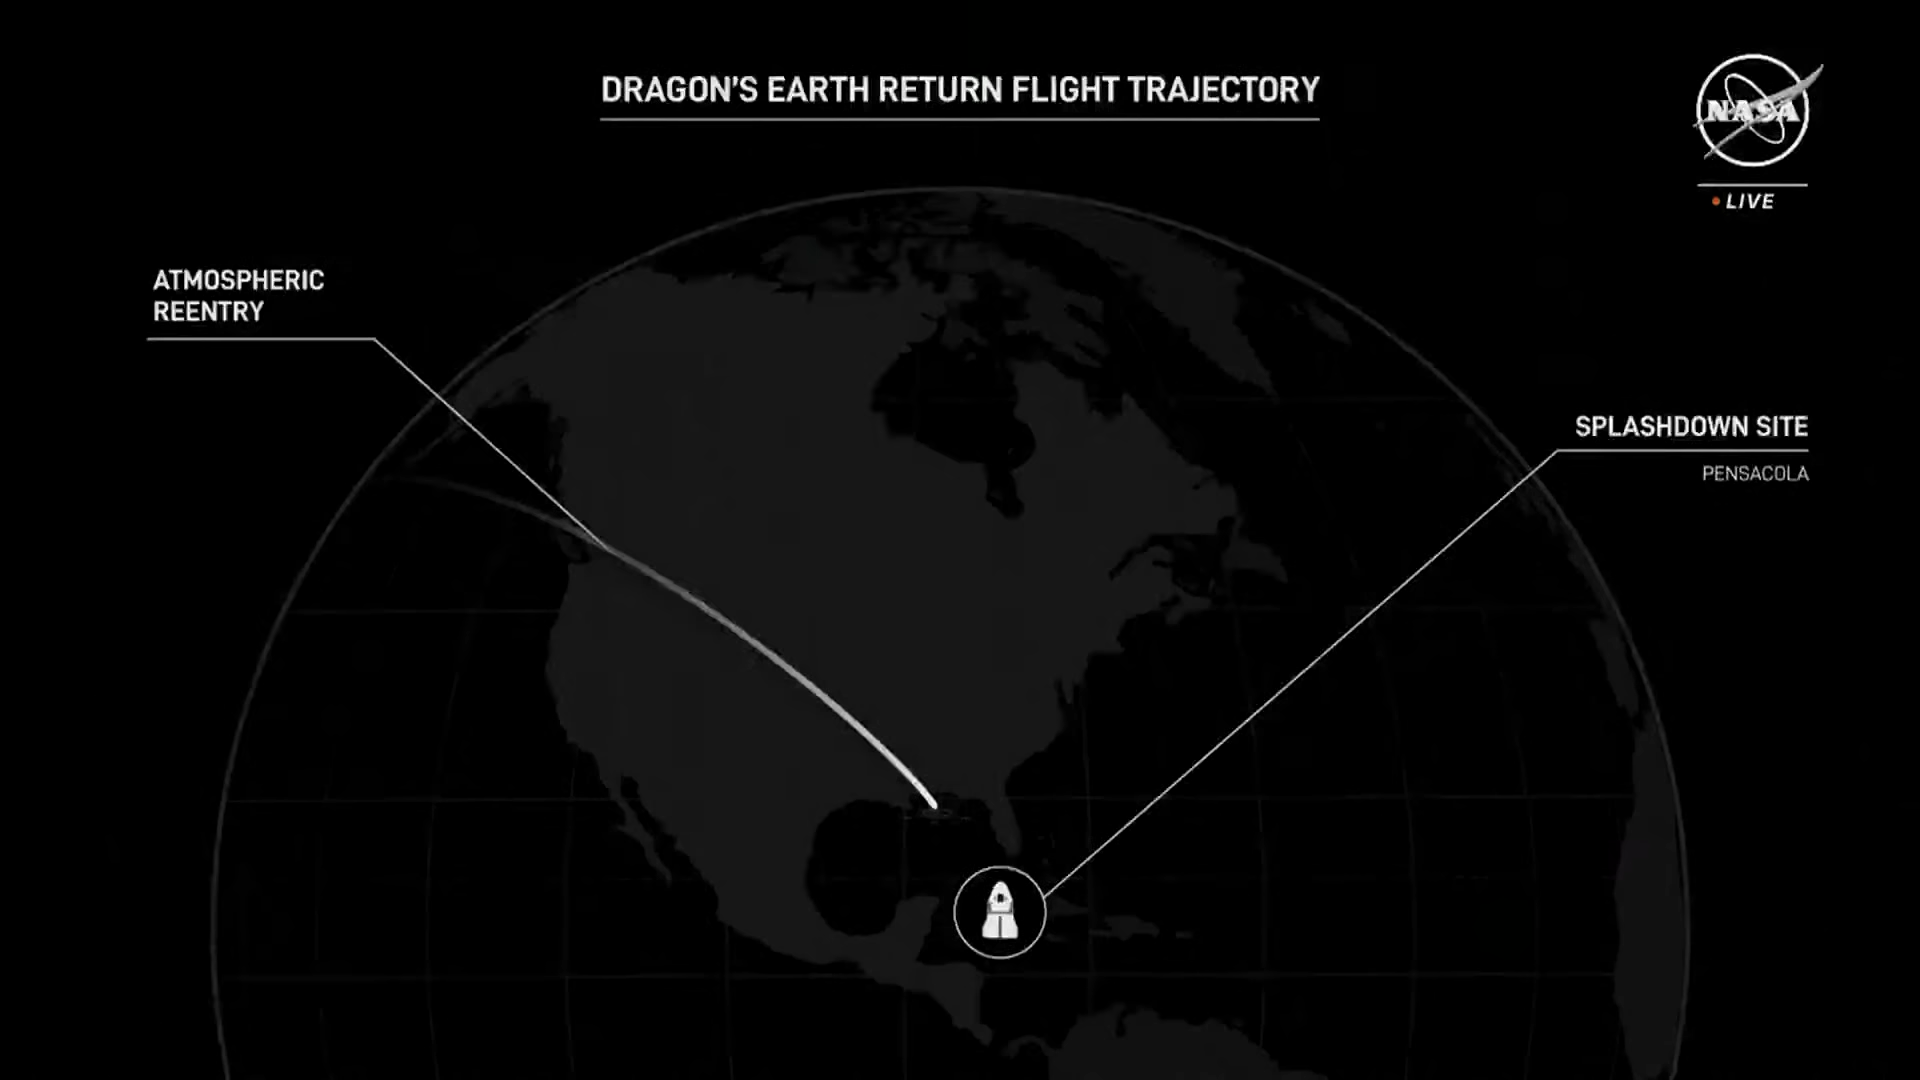 DRAGON'S EARTH RETURN FLIGHT TRAJECTORY
NASA
LIVE
ATMOSPHERIC
REENTRY
SPLASHDOWN SITE
PENSACOLA